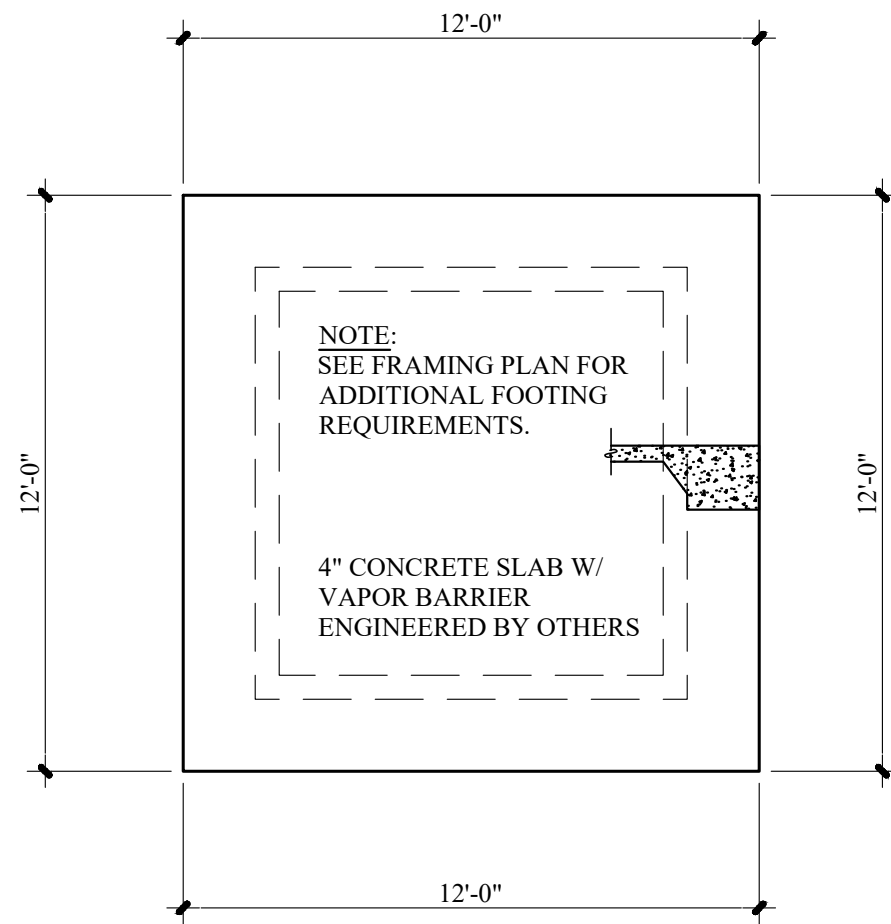 12'-0"
NOTE:
SEE FRAMING PLAN FOR
ADDITIONAL FOOTING
REQUIREMENTS.
12'-0"
12'-0"
4" CONCRETE SLAB W/
VAPOR BARRIER
ENGINEERED BY OTHERS
12'-0"